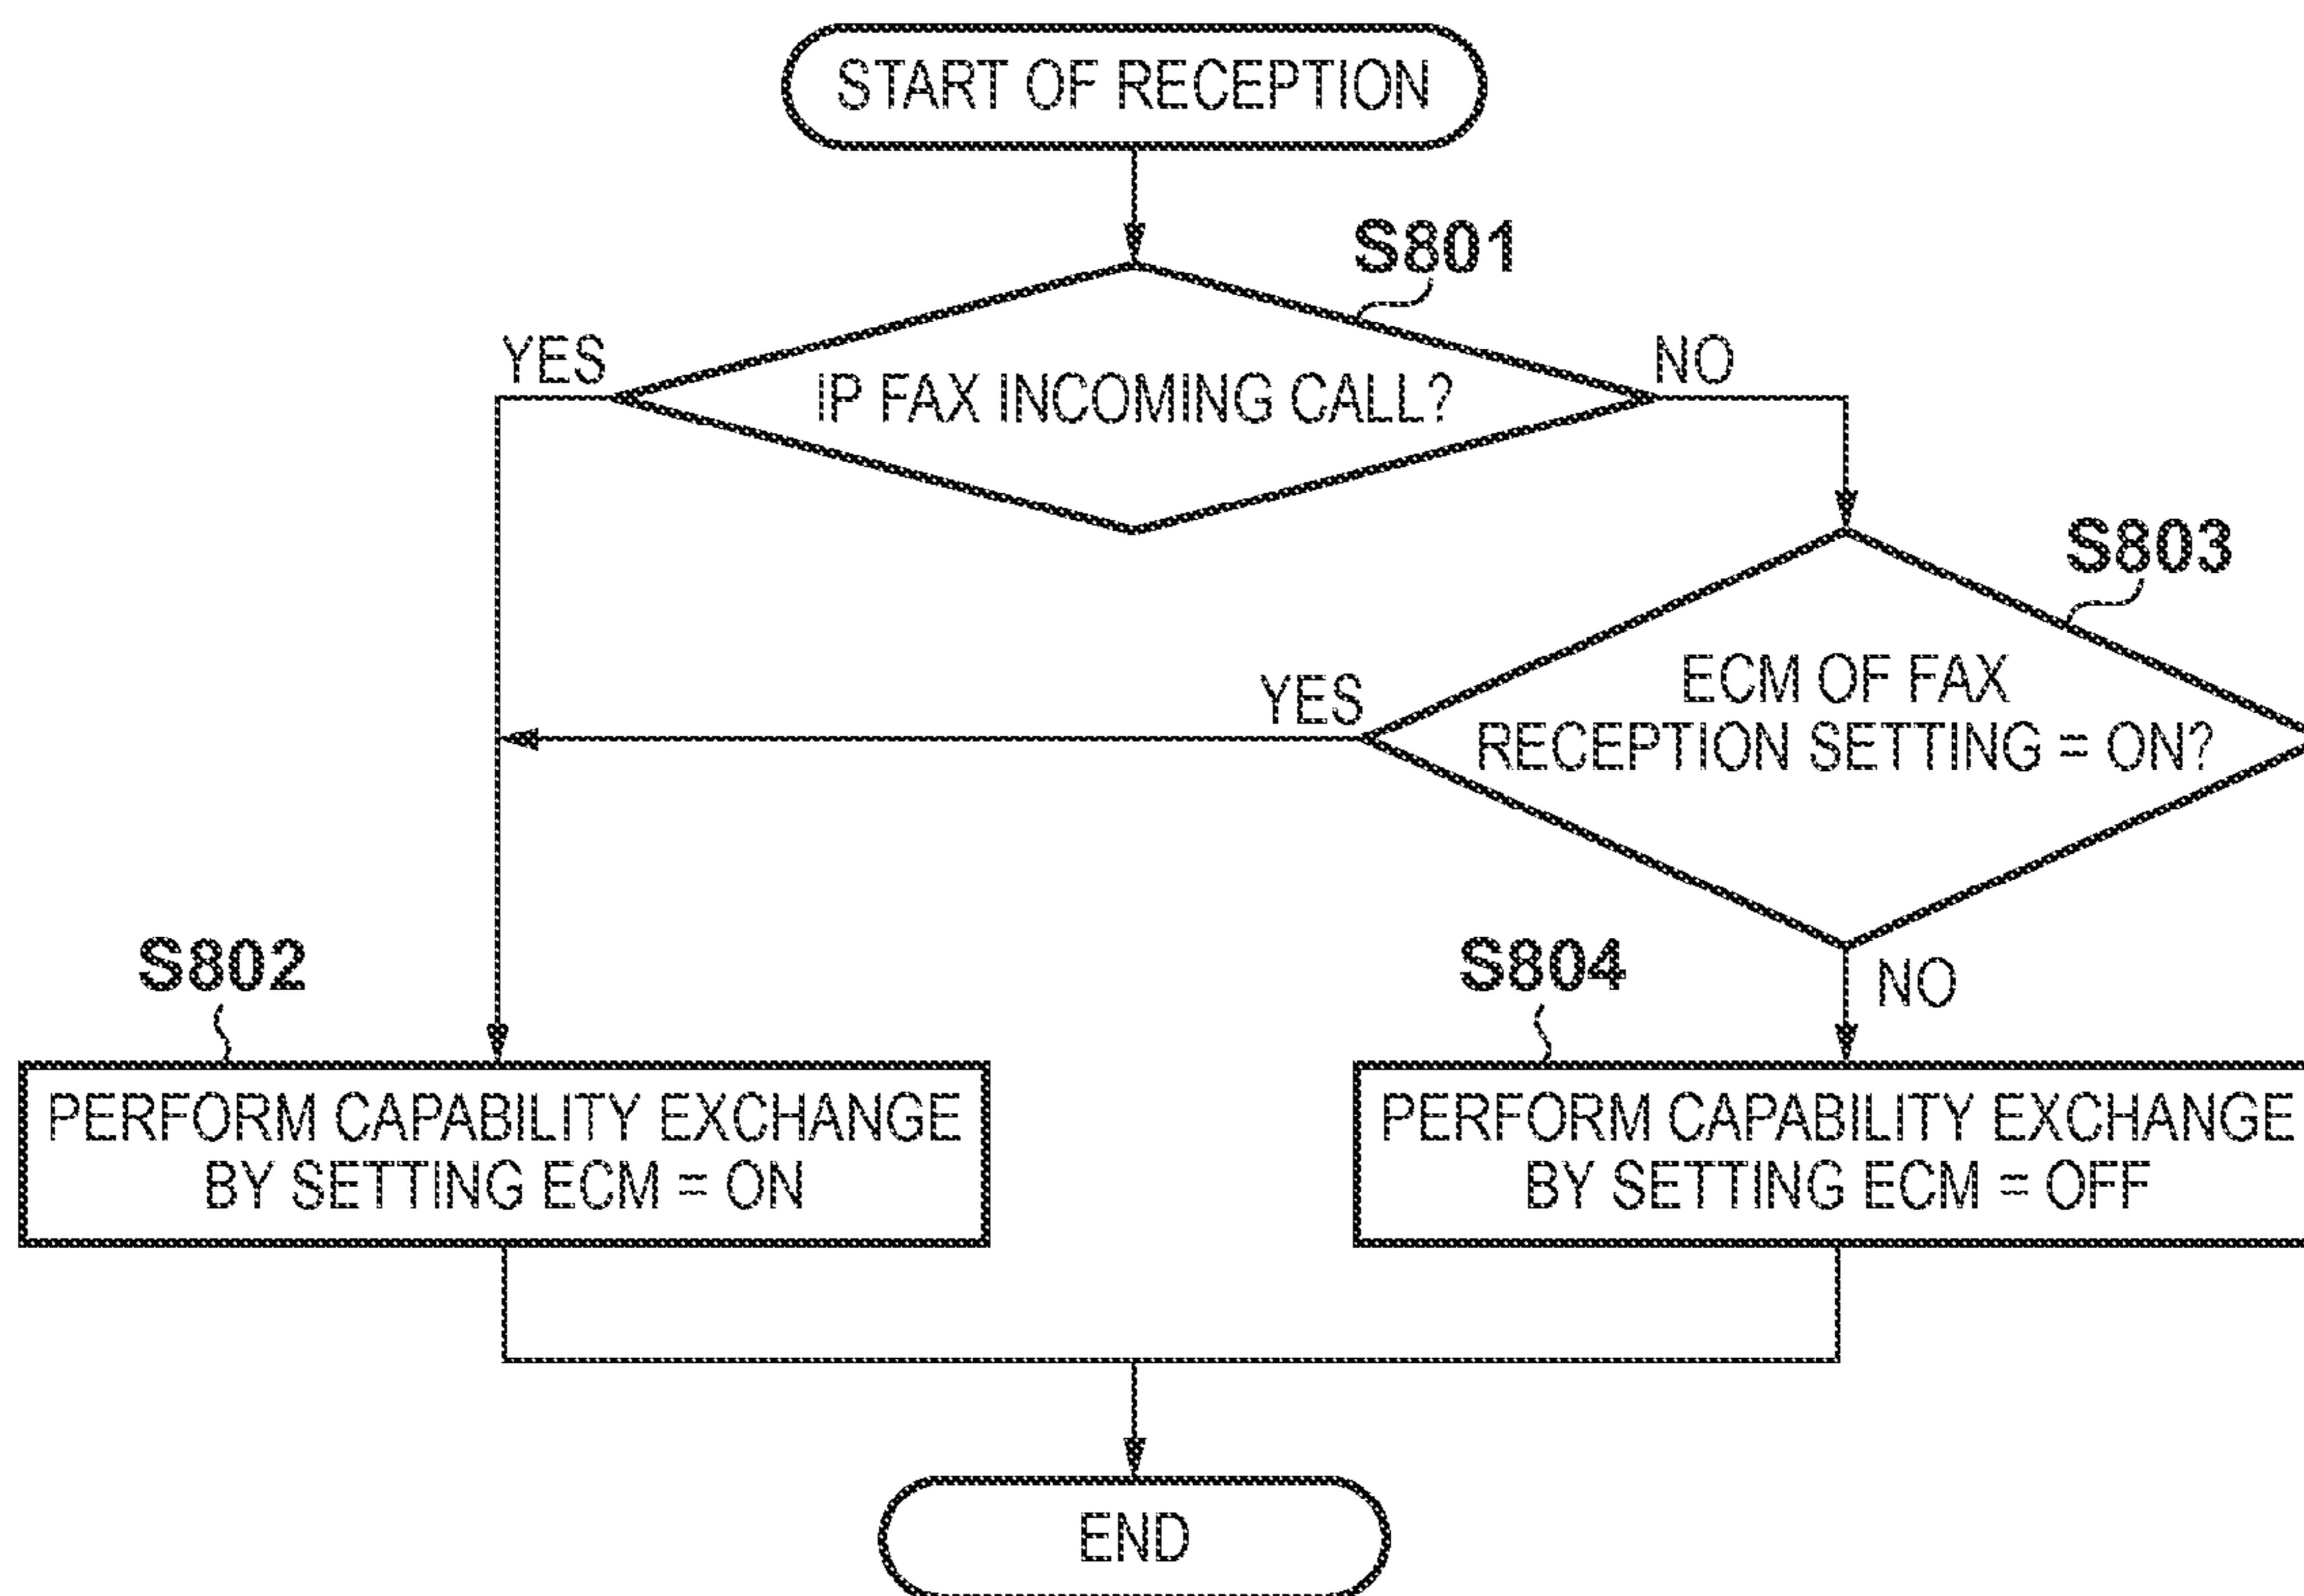 START OF RECEPTION
S801
YES
NO
IP FAX INCOMING CALL?
S803
YES
ECM OF FAX
RECEPTION SETTING = ON?
S802
S804
NO
PERFORM CAPABILITY EXCHANGE
BY SETTING ECM = ON
PERFORM CAPABILITY EXCHANGE
BY SETTING ECM = OFF
END